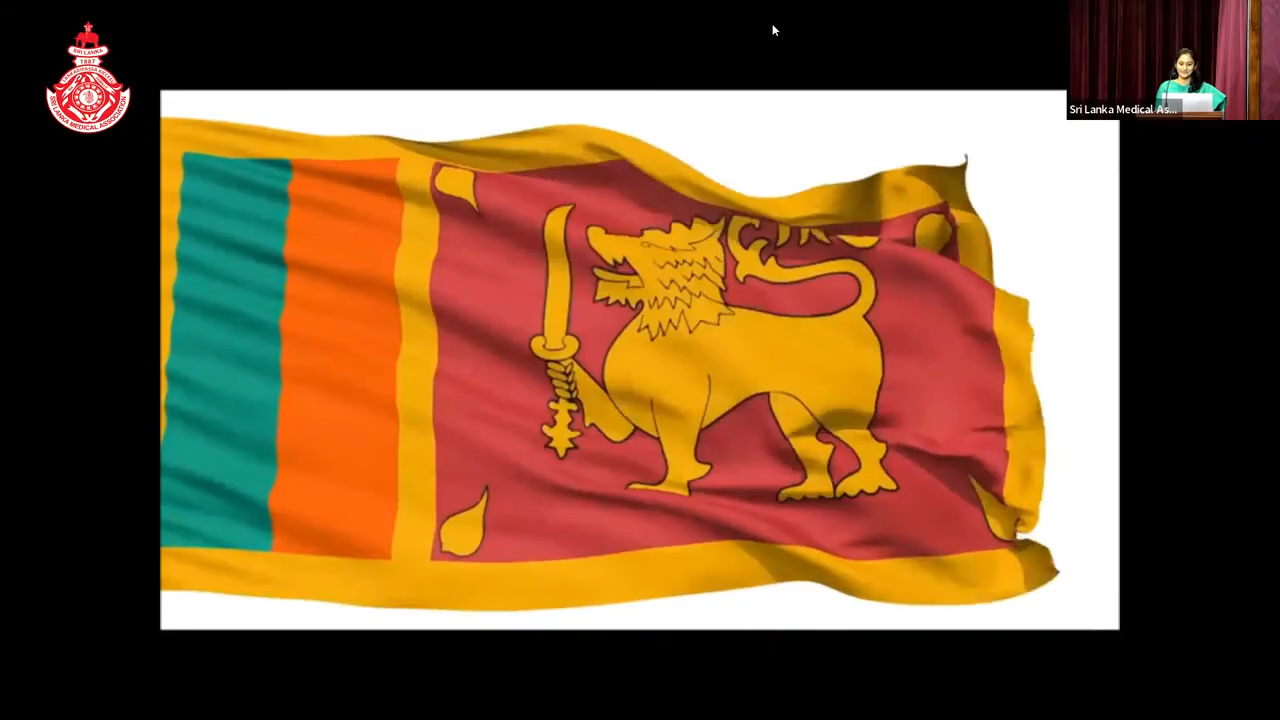 SRI LANKA
1887
SRI LANKA MEDICAL ASSOCIATION
Sri Lanka Medical As...